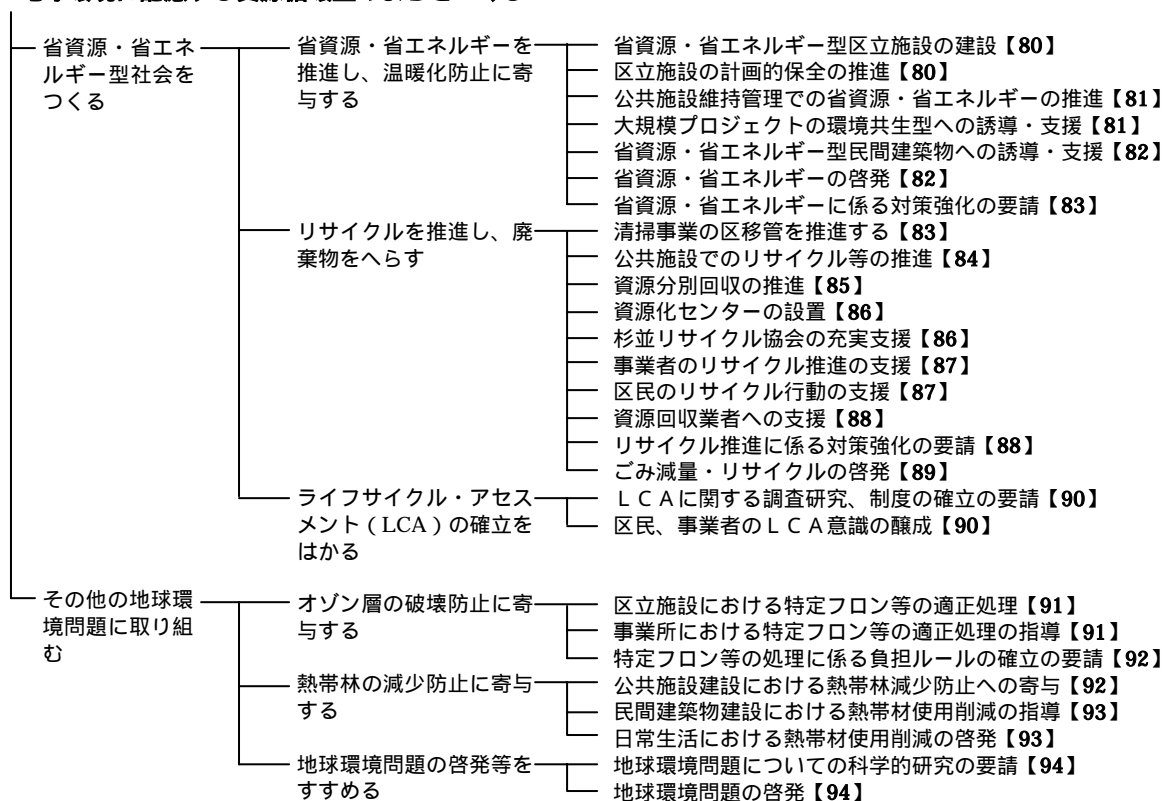 省資源・省エネ
ルギー型社会を
つくる
省資源・省エネルギーを
推進し、温暖化防止に寄
与する
省資源・省エネルギー型区立施設の建設【80】
区立施設の計画的保全の推進【80】
公共施設維持管理での省資源・省エネルギーの推進【81】
大規模プロジェクトの環境共生型への誘導・支援【81】
省資源・省エネルギー型民間建築物への誘導・支援【82】
省資源・省エネルギーの啓発【82】
省資源・省エネルギーに係る対策強化の要請【83】
リサイクルを推進し、廃
棄物をへらす
清掃事業の区移管を推進する【83】
公共施設でのリサイクル等の推進【84】
資源分別回収の推進【85】
資源化センターの設置【86】
杉並リサイクル協会の充実支援【86】
事業者のリサイクル推進の支援【87】
区民のリサイクル行動の支援【87】
資源回収業者への支援【88】
リサイクル推進に係る対策強化の要請【88】
ごみ減量・リサイクルの啓発【89】
ライフサイクル・アセス
メント（LCA）の確立を
はかる
ＬＣＡに関する調査研究、制度の確立の要請【90】
区民、事業者のＬＣＡ意識の醸成【90】
その他の地球環
境問題に取り組
む
オゾン層の破壊防止に寄
与する
区立施設における特定フロン等の適正処理【91】
事業所における特定フロン等の適正処理の指導【91】
特定フロン等の処理に係る負担ルールの確立の要請【92】
熱帯林の減少防止に寄与
する
公共施設建設における熱帯林減少防止への寄与【92】
民間建築物建設における熱帯材使用削減の指導【93】
日常生活における熱帯材使用削減の啓発【93】
地球環境問題の啓発等を
すすめる
地球環境問題についての科学的研究の要請【94】
地球環境問題の啓発【94】